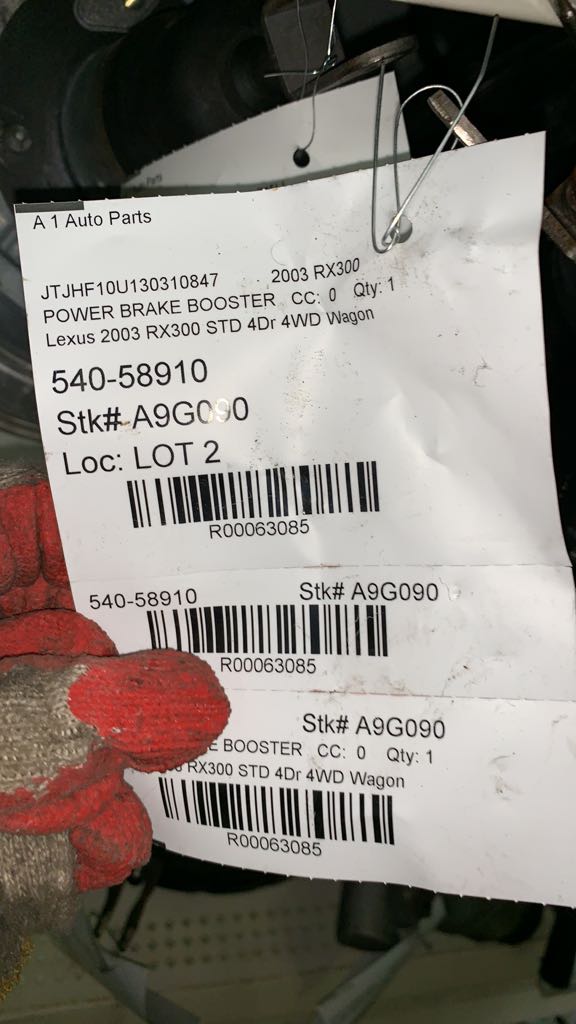 A 1 Auto Parts
JTJHF10U130310847 2003 RX300
POWER BRAKE BOOSTER CC: 0 Qty: 1
Lexus 2003 RX300 STD 4Dr 4WD Wagon
540-58910
Stk# A9G090
Loc: LOT 2
R00063085
540-58910 Stk# A9G090
R00063085
Stk# A9G090
BOOSTER CC: 0 Qty: 1
RX300 STD 4Dr 4WD Wagon
R00063085